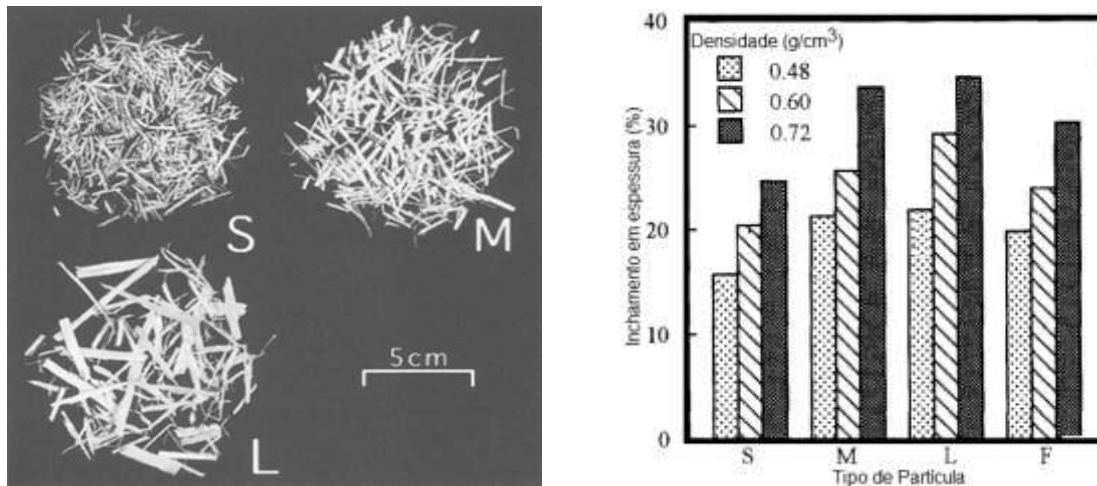 S
M
L
5cm
40
30
20
10
0
Inchamento em espessura (%)
Densidade (g/cm³)
0.48
0.60
0.72
S M L F
Tipo de Partícula